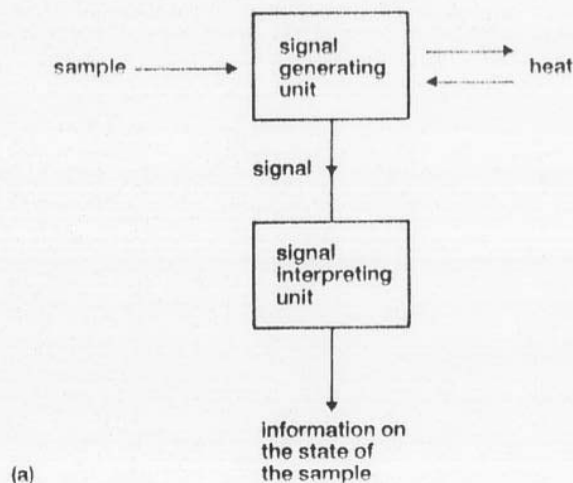 signal
generating
unit
sample
heat
signal
signal
interpreting
unit
information on
the state of
the sample
(a)